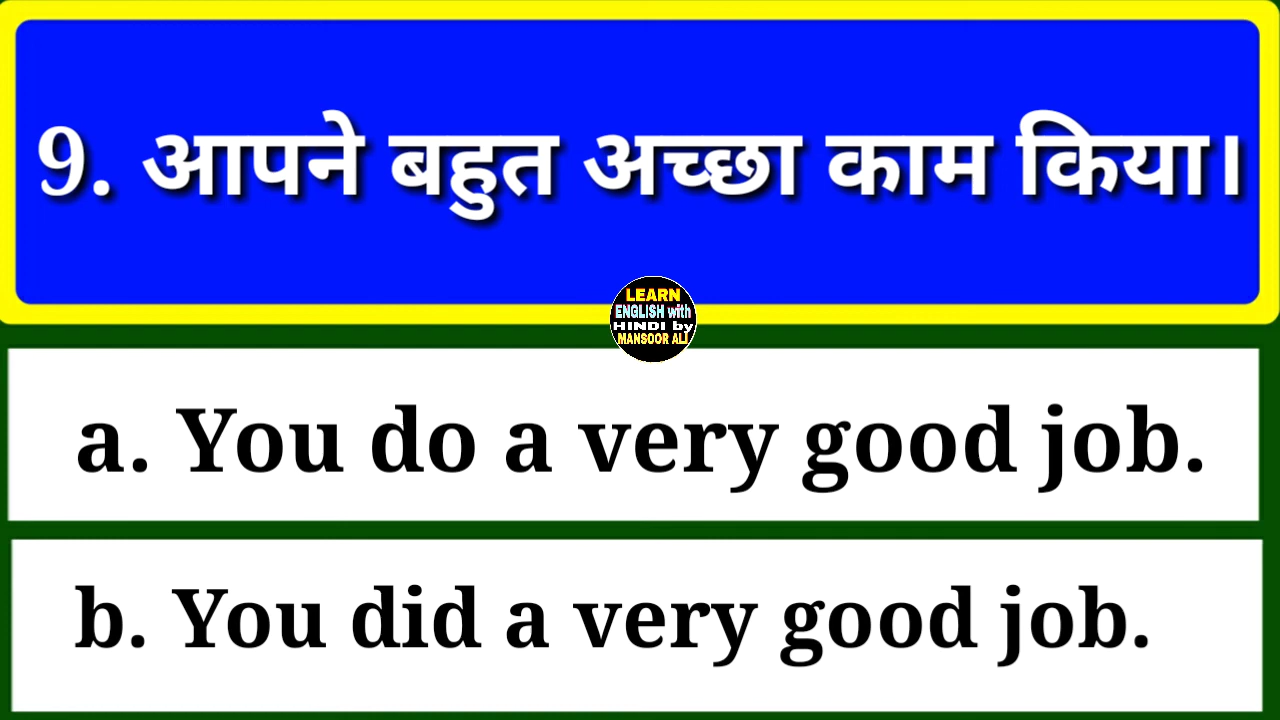 9. आपने बहुत अच्छा काम किया।
LEARN
ENGLISH with
HINDI by
MANSOOR ALI
a. You do a very good job.
b. You did a very good job.